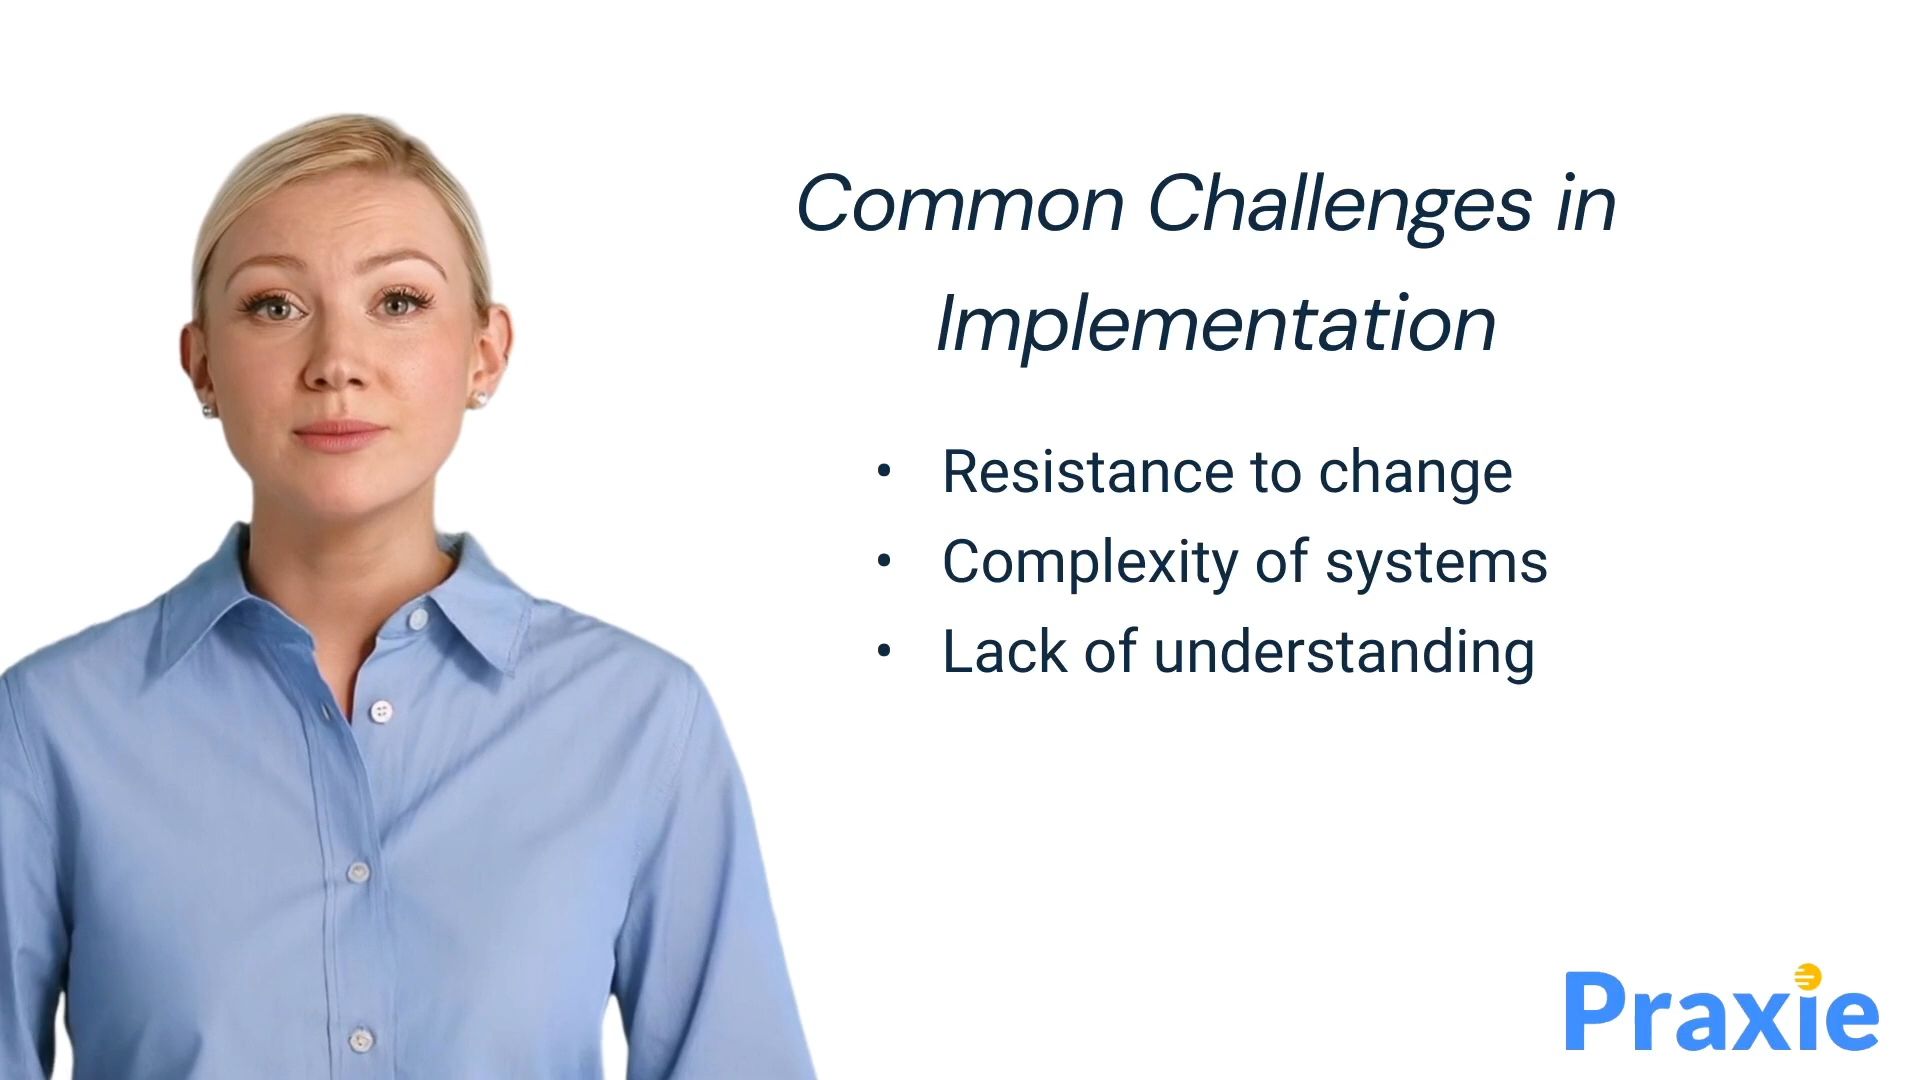 Common Challenges in
Implementation
• Resistance to change
• Complexity of systems
• Lack of understanding
Praxie